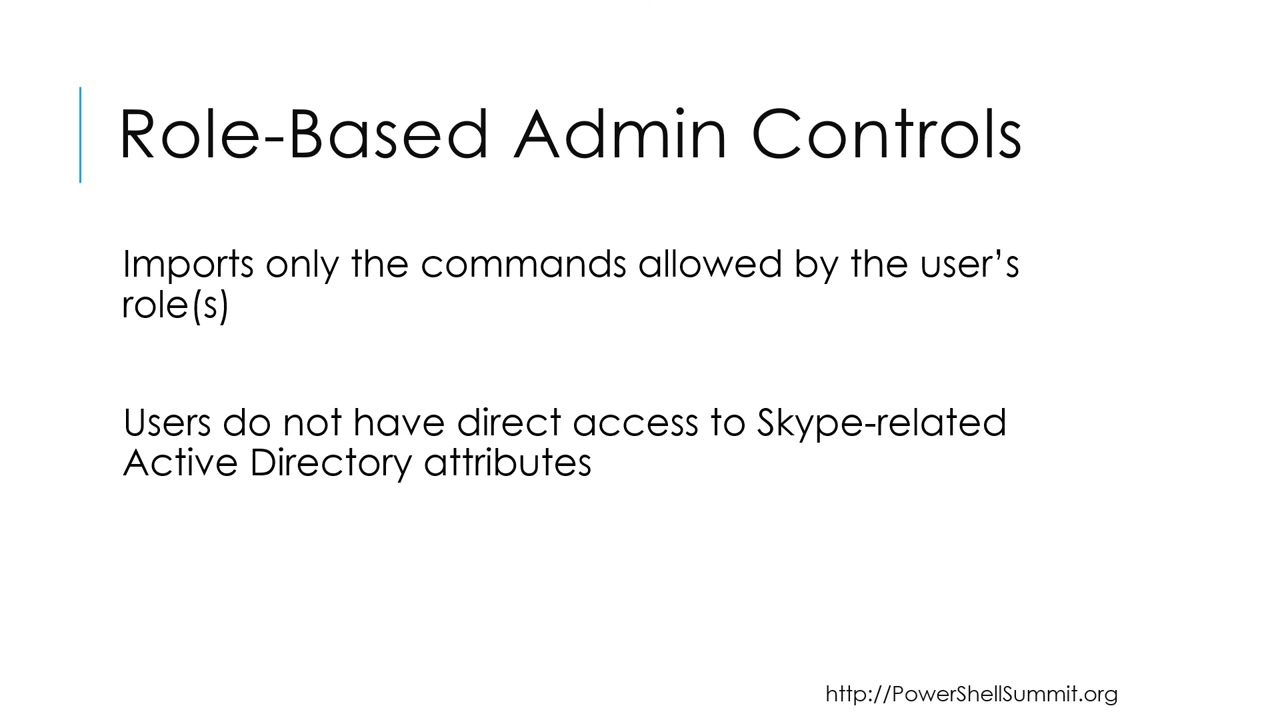 Role-Based Admin Controls
Imports only the commands allowed by the user’s
role(s)
Users do not have direct access to Skype-related
Active Directory attributes
http://PowerShellSummit.org